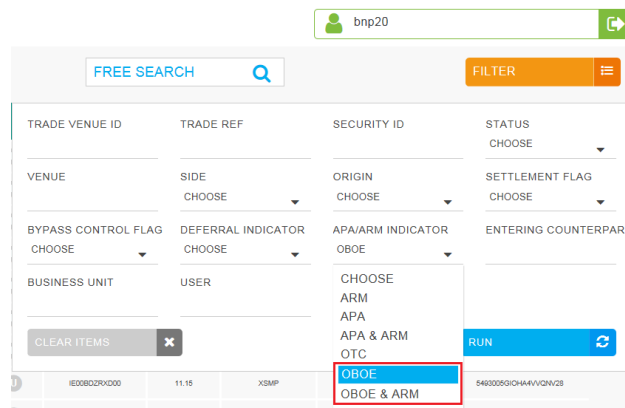 bnp20
FREE SEARCH
FILTER
TRADE VENUE ID TRADE REF SECURITY ID STATUS
CHOOSE
VENUE SIDE ORIGIN SETTLEMENT FLAG
CHOOSE CHOOSE CHOOSE
BYPASS CONTROL FLAG DEFERRAL INDICATOR APA/ARM INDICATOR ENTERING COUNTERPAR
CHOOSE CHOOSE OBOE
BUSINESS UNIT USER
CHOOSE
ARM
APA
APA & ARM
OTC
OBOE
OBOE & ARM
CLEAR ITEMS
RUN
U IE00BDZRXD00 11.15 XSMP 5493005GIOHA4VVQNV28